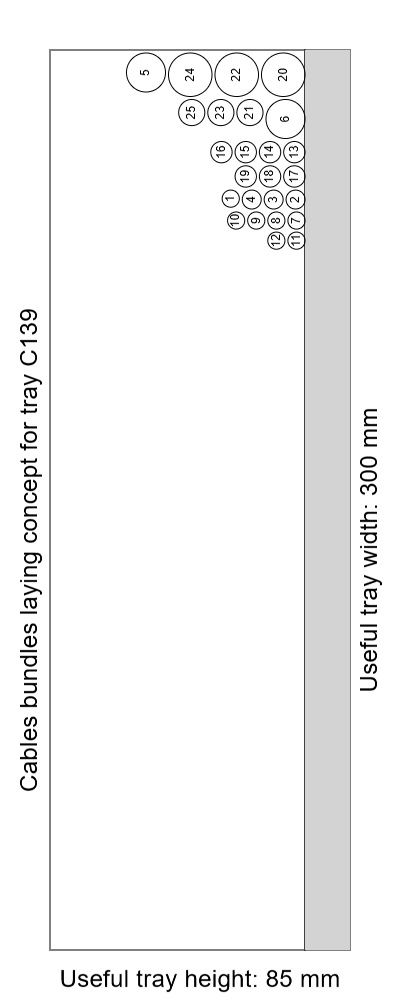 5 24 22 20
25 23 21 6
16 15 14 13
19 18 17
1 4 3 2
10 9 8 7
12 11
Cables bundles laying concept for tray C139
Useful tray width: 300 mm
Useful tray height: 85 mm